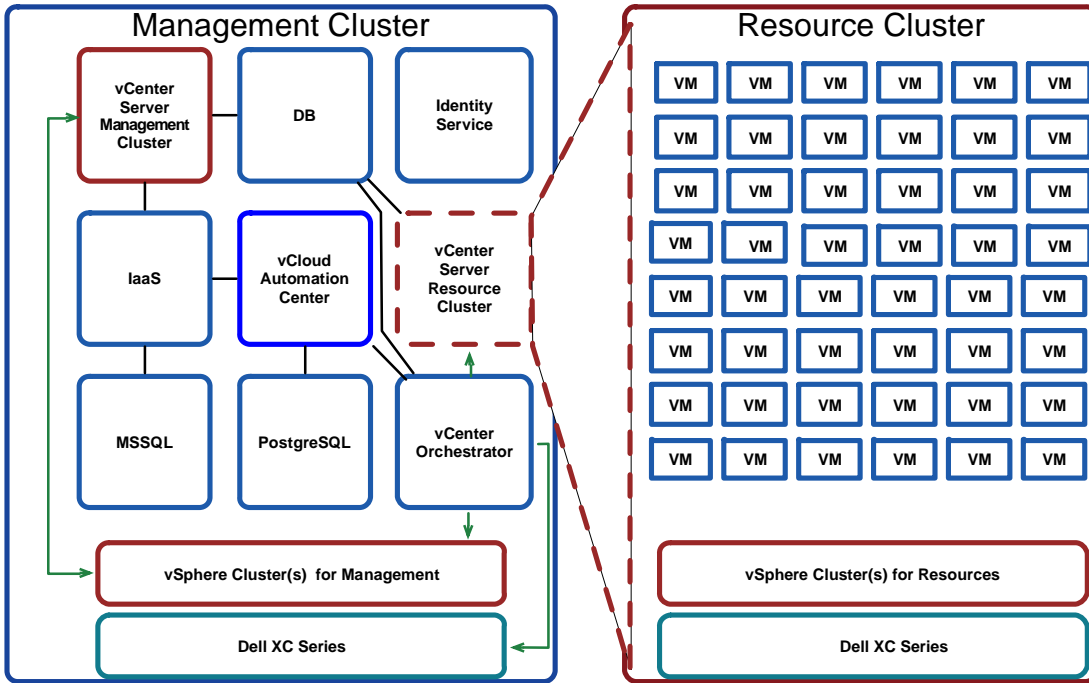 Management Cluster
vCenter
Server
Management
Cluster
DB
Identity
Service
IaaS
vCloud
Automation
Center
vCenter
Server
Resource
Cluster
MSSQL
PostgreSQL
vCenter
Orchestrator
vSphere Cluster(s) for Management
Dell XC Series
Resource Cluster
VM VM VM VM VM VM
VM VM VM VM VM VM
VM VM VM VM VM VM
VM VM VM VM VM VM
VM VM VM VM VM VM
VM VM VM VM VM VM
VM VM VM VM VM VM
VM VM VM VM VM VM
vSphere Cluster(s) for Resources
Dell XC Series